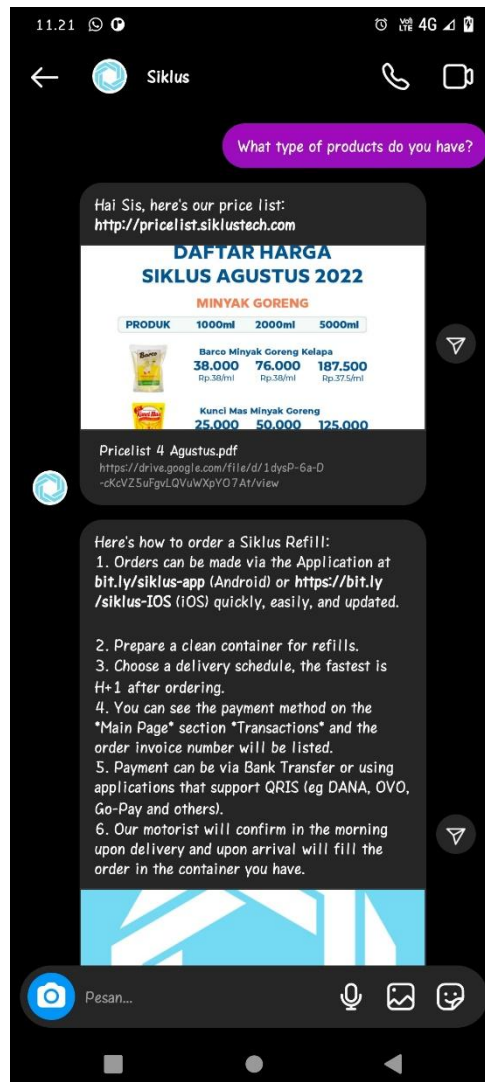 11.21
Vo) LTE 4G
Siklus
What type of products do you have?
Hai Sis, here's our price list:
http://pricelist.siklustech.com
DAFTAR HARGA
SIKLUS AGUSTUS 2022
MINYAK GORENG
PRODUK 1000ml 2000ml 5000ml
Barco
Barco Minyak Goreng Kelapa
38.000 76.000 187.500
Rp.38/ml Rp.38/ml Rp.37.5/ml
Kunci Mas
Kunci Mas Minyak Goreng
25.000 50.000 125.000
Pricelist 4 Agustus.pdf
https://drive.google.com/file/d/1dysP-6a-D
-cKcVZ5uFgvLQVuWXpYO7At/view
Here's how to order a Siklus Refill:
1. Orders can be made via the Application at
bit.ly/siklus-app (Android) or https://bit.ly
/siklus-IOS (iOS) quickly, easily, and updated.
2. Prepare a clean container for refills.
3. Choose a delivery schedule, the fastest is
H+1 after ordering.
4. You can see the payment method on the
*Main Page* section *Transactions* and the
order invoice number will be listed.
5. Payment can be via Bank Transfer or using
applications that support QRIS (eg DANA, OVO,
Go-Pay and others).
6. Our motorist will confirm in the morning
upon delivery and upon arrival will fill the
order in the container you have.
Pesan...